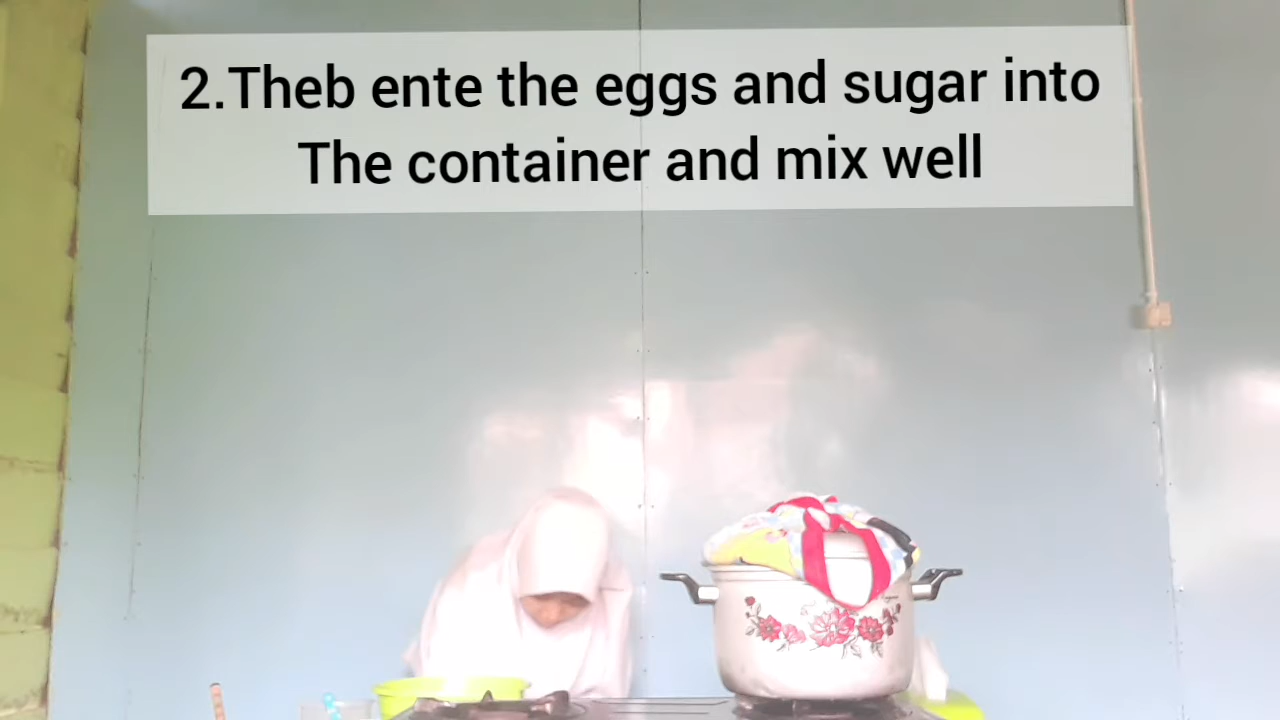 2.Theb ente the eggs and sugar into
The container and mix well